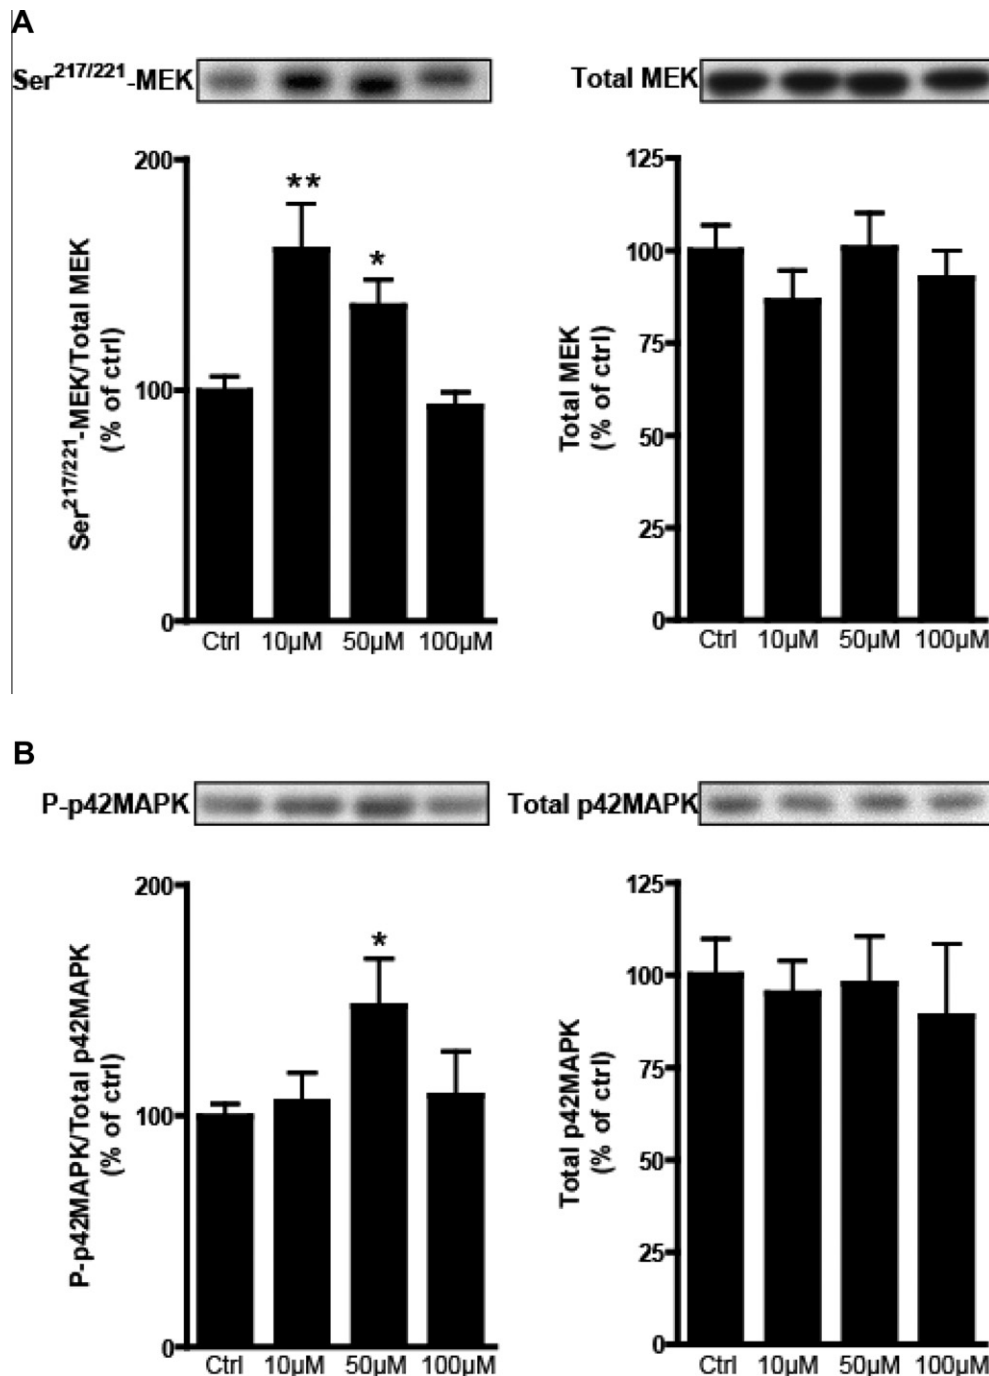 A
Ser217/221-MEK
Total MEK
200
100
0
Ser217/221-MEK/Total MEK
(% of ctrl)
**
*
Ctrl 10µM 50µM 100µM
125
100
75
50
25
0
Total MEK
(% of ctrl)
Ctrl 10µM 50µM 100µM
B
P-p42MAPK
Total p42MAPK
200
100
0
P-p42MAPK/Total p42MAPK
(% of ctrl)
*
Ctrl 10µM 50µM 100µM
125
100
75
50
25
0
Total p42MAPK
(% of ctrl)
Ctrl 10µM 50µM 100µM